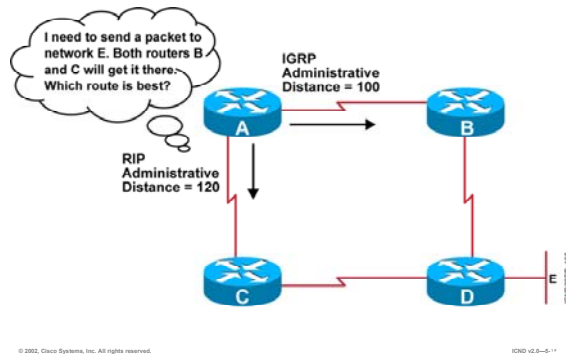 I need to send a packet to
network E. Both routers B
and C will get it there.
Which route is best?
IGRP
Administrative
Distance = 100
A
B
RIP
Administrative
Distance = 120
C
D
E
© 2002, Cisco Systems, Inc. All rights reserved.
ICND v2.0—5-